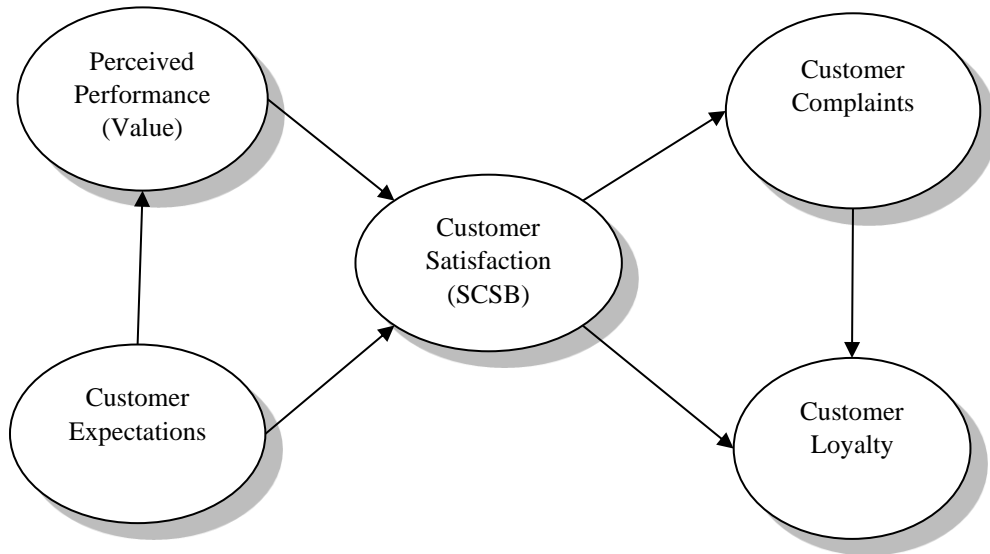 Perceived
Performance
(Value)
Customer
Complaints
Customer
Satisfaction
(SCSB)
Customer
Expectations
Customer
Loyalty